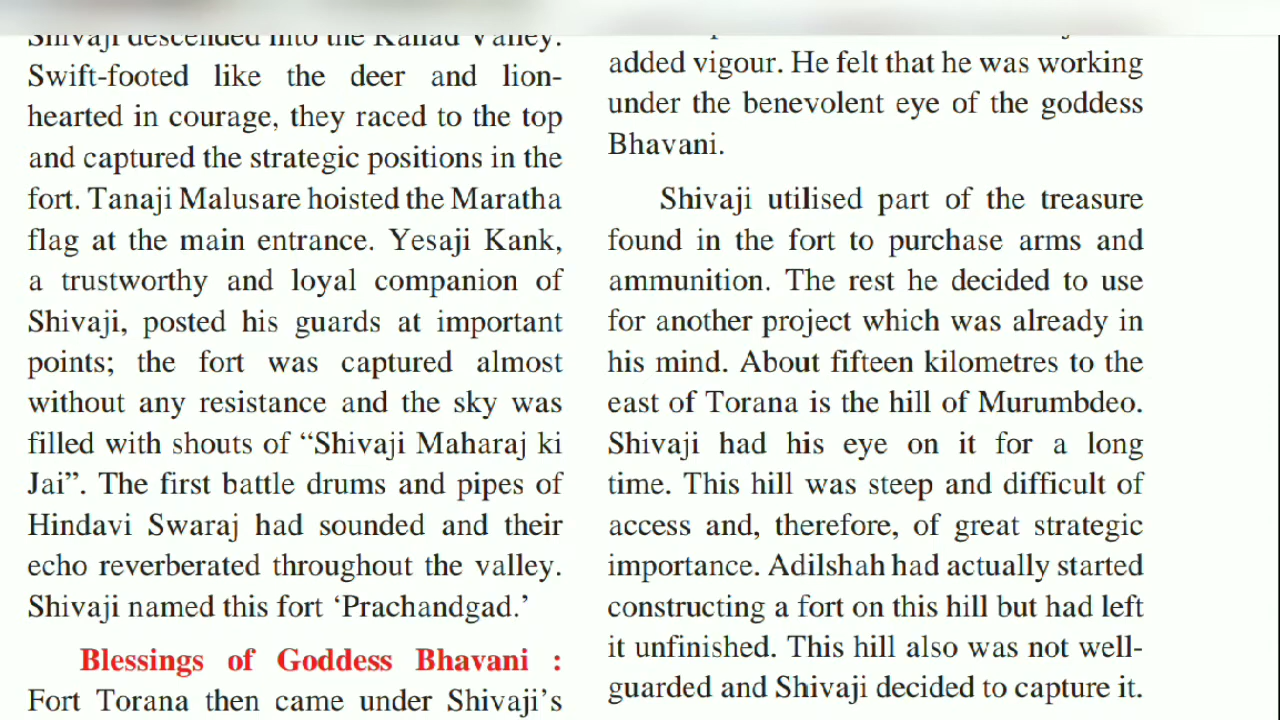 Shivaji descended into the Kanad Valley.
Swift-footed like the deer and lion-
hearted in courage, they raced to the top
and captured the strategic positions in the
fort. Tanaji Malusare hoisted the Maratha
flag at the main entrance. Yesaji Kank,
a trustworthy and loyal companion of
Shivaji, posted his guards at important
points; the fort was captured almost
without any resistance and the sky was
filled with shouts of “Shivaji Maharaj ki
Jai”. The first battle drums and pipes of
Hindavi Swaraj had sounded and their
echo reverberated throughout the valley.
Shivaji named this fort ‘Prachandgad.’
Blessings of Goddess Bhavani :
Fort Torana then came under Shivaji’s
added vigour. He felt that he was working
under the benevolent eye of the goddess
Bhavani.
Shivaji utilised part of the treasure
found in the fort to purchase arms and
ammunition. The rest he decided to use
for another project which was already in
his mind. About fifteen kilometres to the
east of Torana is the hill of Murumbdeo.
Shivaji had his eye on it for a long
time. This hill was steep and difficult of
access and, therefore, of great strategic
importance. Adilshah had actually started
constructing a fort on this hill but had left
it unfinished. This hill also was not well-
guarded and Shivaji decided to capture it.